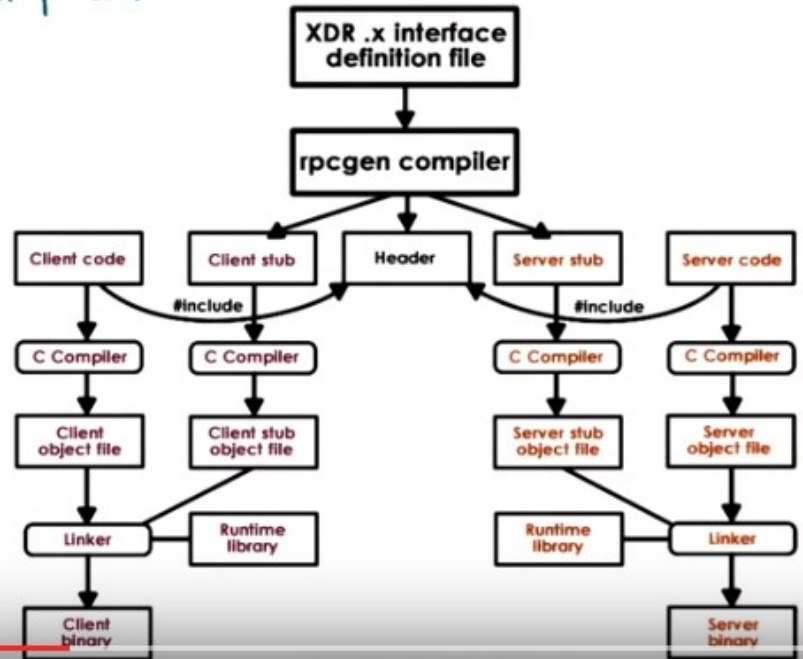 XDR .x interface
definition file
rpcgen compiler
Client code
Client stub
Header
Server stub
Server code
#include
#include
C Compiler
C Compiler
C Compiler
C Compiler
Client
object file
Client stub
object file
Server stub
object file
Server
object file
Linker
Runtime
library
Runtime
library
Linker
Client
binary
Server
binary